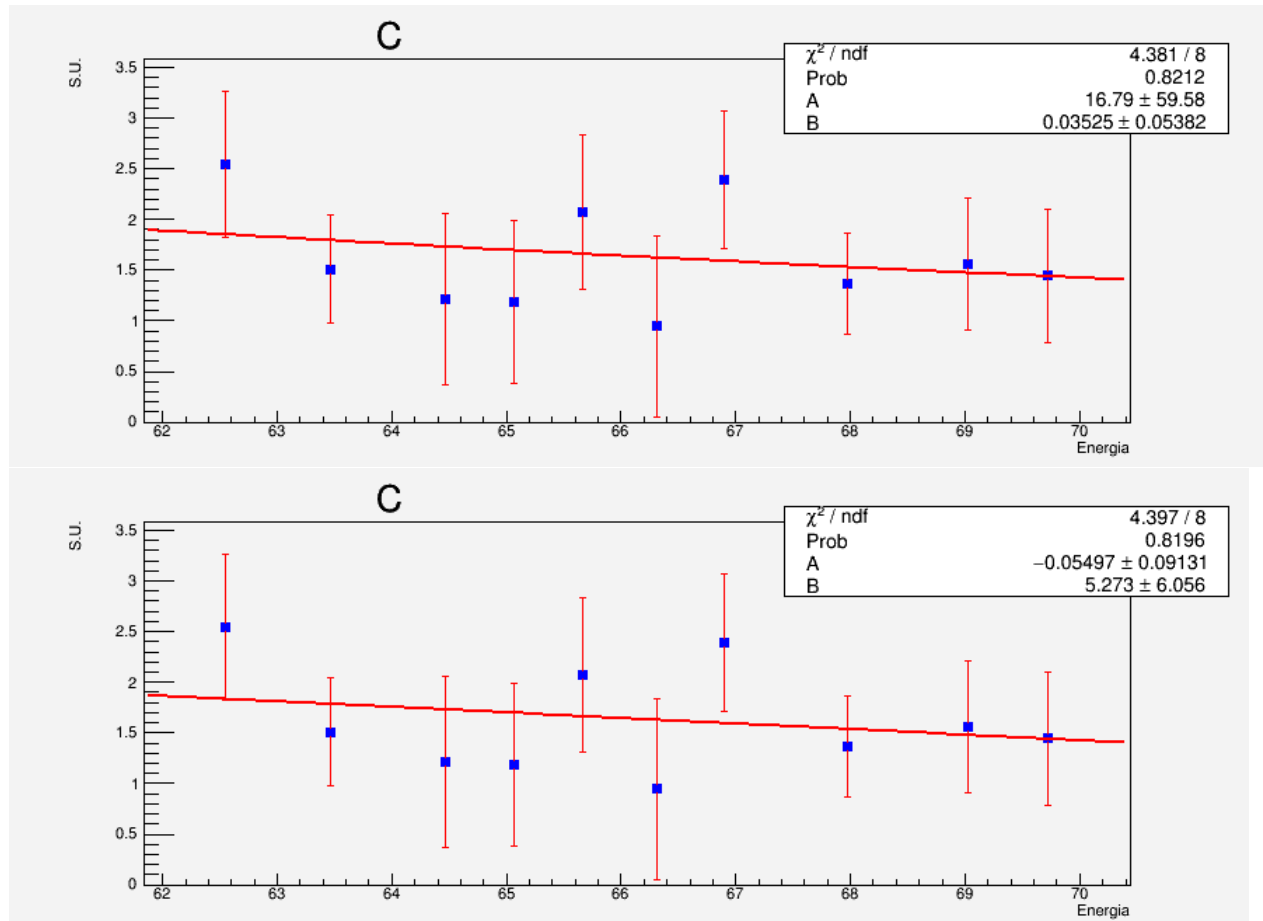 C
S.U.
χ² / ndf 4.381 / 8
Prob 0.8212
A 16.79 ± 59.58
B 0.03525 ± 0.05382
3.5
3
2.5
2
1.5
1
0.5
0
62 63 64 65 66 67 68 69 70
Energia
C
S.U.
χ² / ndf 4.397 / 8
Prob 0.8196
A −0.05497 ± 0.09131
B 5.273 ± 6.056
3.5
3
2.5
2
1.5
1
0.5
0
62 63 64 65 66 67 68 69 70
Energia